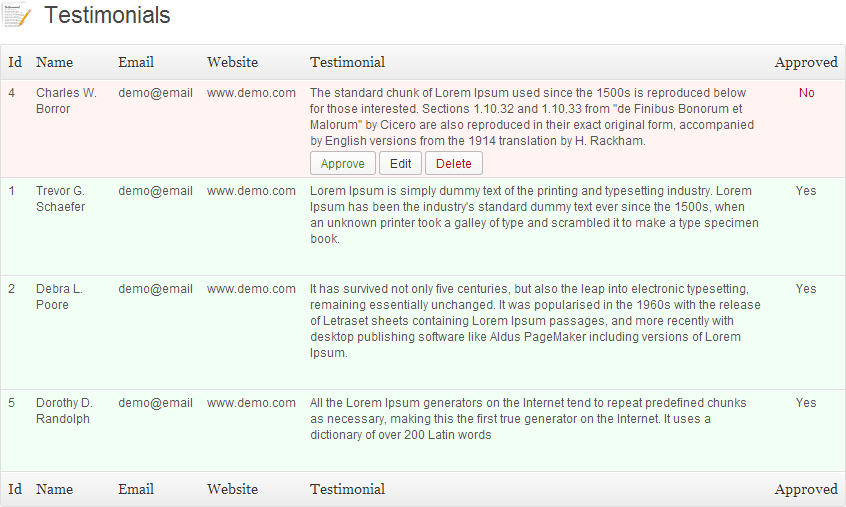 Testimonials
Id Name Email Website Testimonial Approved
4 Charles W. demo@email www.demo.com The standard chunk of Lorem Ipsum used since the 1500s is reproduced below No
Borror for those interested. Sections 1.10.32 and 1.10.33 from "de Finibus Bonorum et
Malorum" by Cicero are also reproduced in their exact original form, accompanied
by English versions from the 1914 translation by H. Rackham.
Approve Edit Delete
1 Trevor G. demo@email www.demo.com Lorem Ipsum is simply dummy text of the printing and typesetting industry. Lorem Yes
Schaefer Ipsum has been the industry's standard dummy text ever since the 1500s, when
an unknown printer took a galley of type and scrambled it to make a type specimen
book.
2 Debra L. demo@email www.demo.com It has survived not only five centuries, but also the leap into electronic typesetting, Yes
Poore remaining essentially unchanged. It was popularised in the 1960s with the release
of Letraset sheets containing Lorem Ipsum passages, and more recently with
desktop publishing software like Aldus PageMaker including versions of Lorem
Ipsum.
5 Dorothy D. demo@email www.demo.com All the Lorem Ipsum generators on the Internet tend to repeat predefined chunks Yes
Randolph as necessary, making this the first true generator on the Internet. It uses a
dictionary of over 200 Latin words
Id Name Email Website Testimonial Approved